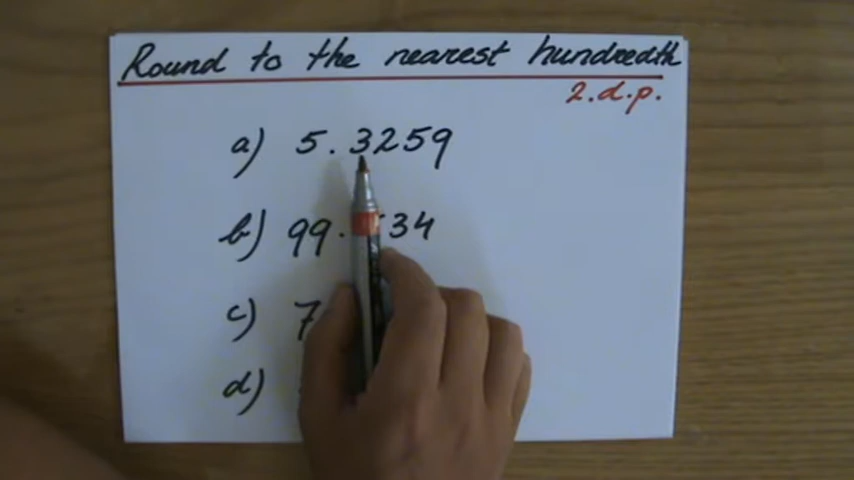 Round to the nearest hundredth
2.d.p.
a) 5.3259
b) 99. 34
c) 7
d)